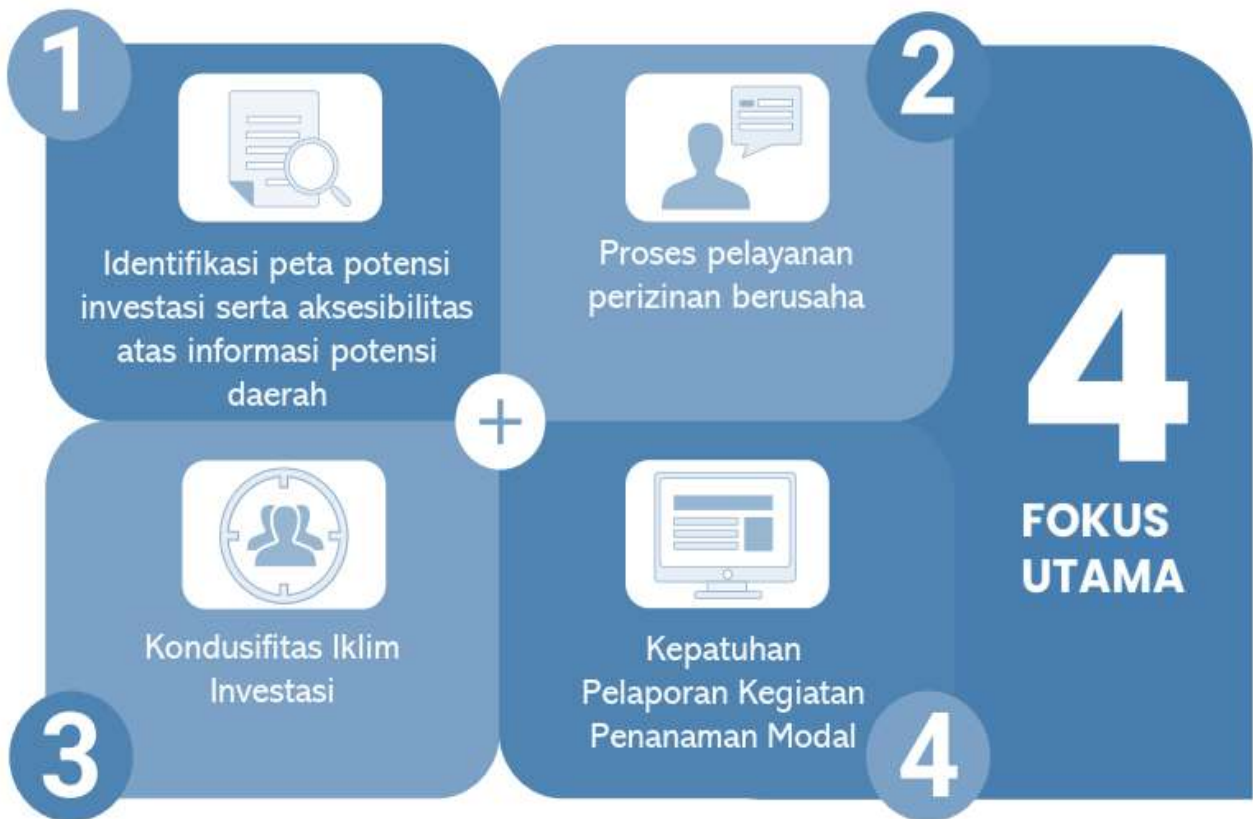 1
Identifikasi peta potensi
investasi serta aksesibilitas
atas informasi potensi
daerah
2
Proses pelayanan
perizinan berusaha
3
Kondusifitas Iklim
Investasi
4
Kepatuhan
Pelaporan Kegiatan
Penanaman Modal
4
FOKUS
UTAMA